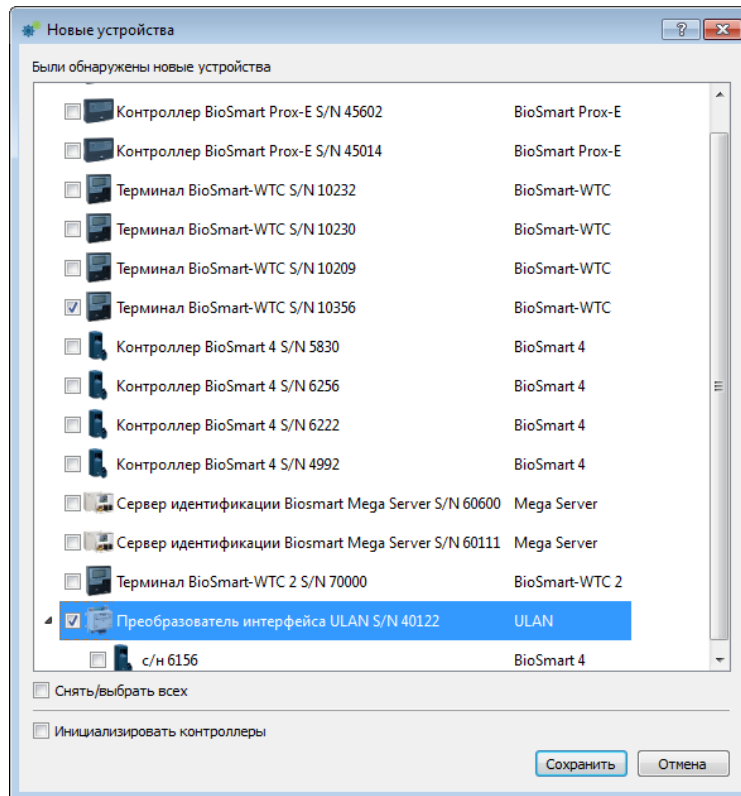 Новые устройства
Были обнаружены новые устройства
Контроллер BioSmart Prox-E S/N 45602 BioSmart Prox-E
Контроллер BioSmart Prox-E S/N 45014 BioSmart Prox-E
Терминал BioSmart-WTC S/N 10232 BioSmart-WTC
Терминал BioSmart-WTC S/N 10230 BioSmart-WTC
Терминал BioSmart-WTC S/N 10209 BioSmart-WTC
Терминал BioSmart-WTC S/N 10356 BioSmart-WTC
Контроллер BioSmart 4 S/N 5830 BioSmart 4
Контроллер BioSmart 4 S/N 6256 BioSmart 4
Контроллер BioSmart 4 S/N 6222 BioSmart 4
Контроллер BioSmart 4 S/N 4992 BioSmart 4
Сервер идентификации Biosmart Mega Server S/N 60600 Mega Server
Сервер идентификации Biosmart Mega Server S/N 60111 Mega Server
Терминал BioSmart-WTC 2 S/N 70000 BioSmart-WTC 2
Преобразователь интерфейса ULAN S/N 40122 ULAN
с/н 6156 BioSmart 4
Снять/выбрать всех
Инициализировать контроллеры
Сохранить Отмена